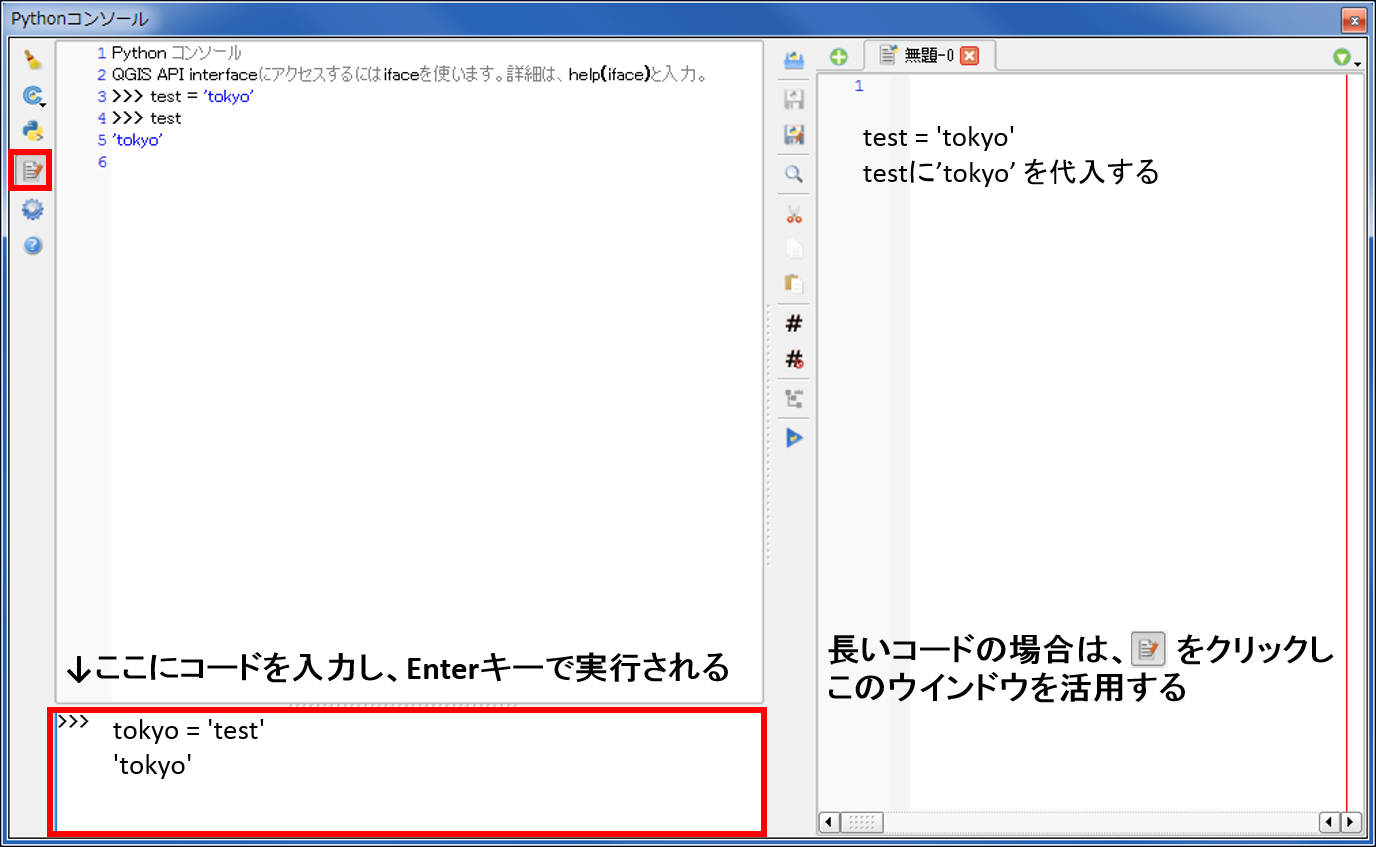 Pythonコンソール
1 Python コンソール
2 QGIS API interfaceにアクセスするにはifaceを使います。詳細は、help(iface)と入力。
3 >>> test = 'tokyo'
4 >>> test
5 'tokyo'
6
↓ここにコードを入力し、Enterキーで実行される
>>> tokyo = 'test'
'tokyo'
無題-0
1
test = 'tokyo'
testに’tokyo’ を代入する
長いコードの場合は、 をクリックし
このウインドウを活用する